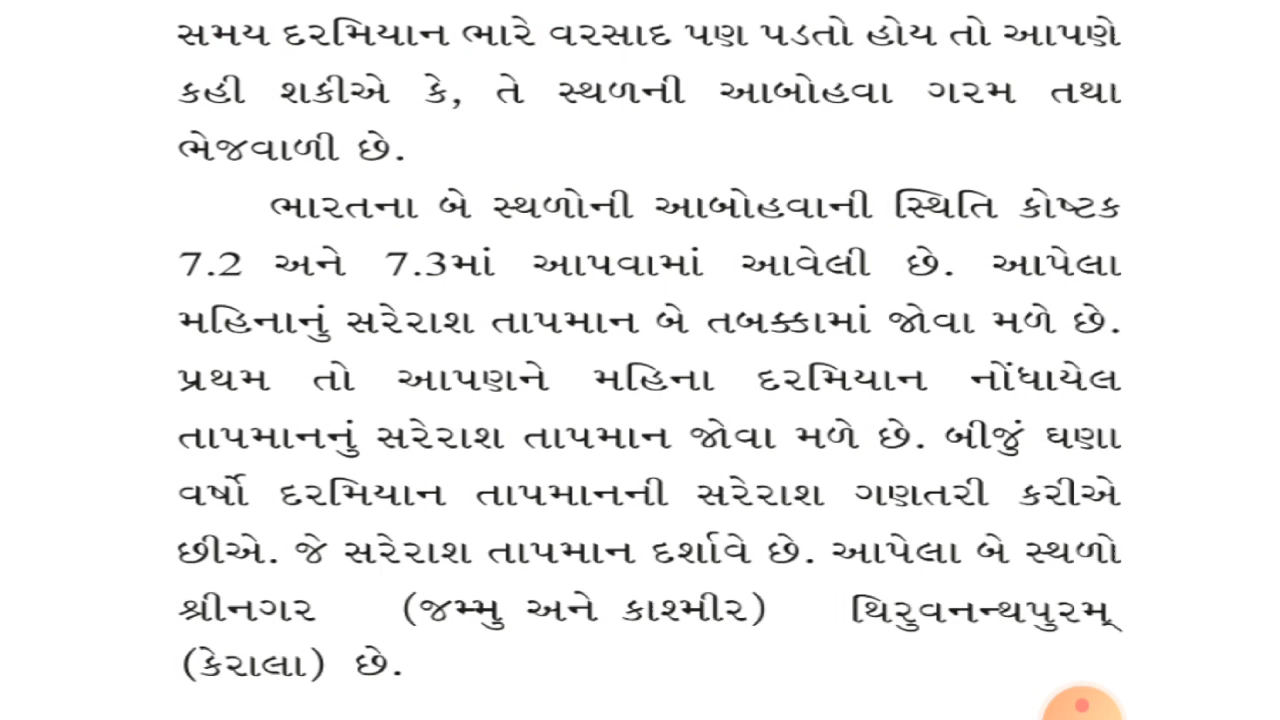 સમય દરમિયાન ભારે વરસાદ પણ પડતો હોય તો આપણે
કહી શકીએ કે, તે સ્થળની આબોહવા ગરમ તથા
ભેજવાળી છે.
ભારતના બે સ્થળોની આબોહવાની સ્થિતિ કોષ્ટક
7.2 અને 7.3માં આપવામાં આવેલી છે. આપેલા
મહિનાનું સરેરાશ તાપમાન બે તબક્કામાં જોવા મળે છે.
પ્રથમ તો આપણને મહિના દરમિયાન નોંધાયેલ
તાપમાનનું સરેરાશ તાપમાન જોવા મળે છે. બીજું ઘણા
વર્ષો દરમિયાન તાપમાનની સરેરાશ ગણતરી કરીએ
છીએ. જે સરેરાશ તાપમાન દર્શાવે છે. આપેલા બે સ્થળો
શ્રીનગર (જમ્મુ અને કાશ્મીર) થિરુવનન્થપુરમ્
(કેરાલા) છે.